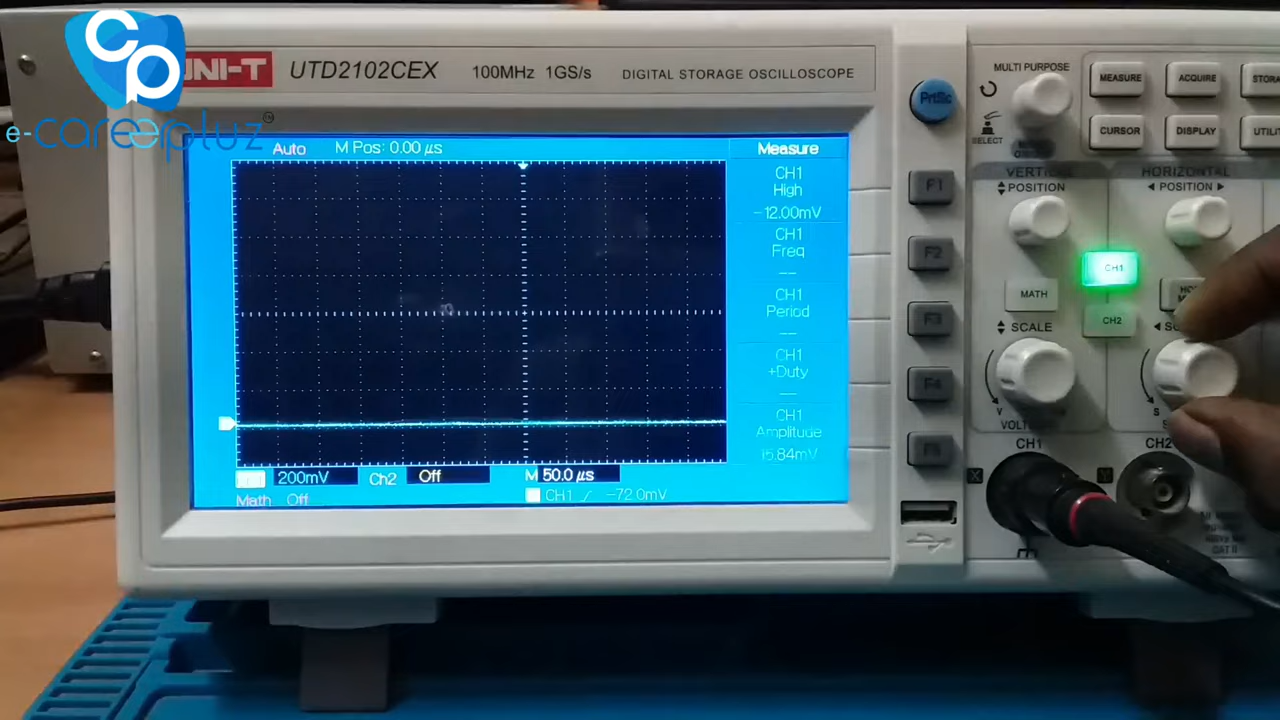 CP
e-careerpluz
UNI-T UTD2102CEX 100MHz 1GS/s DIGITAL STORAGE OSCILLOSCOPE
Auto M Pos: 0.00 µs Measure
CH1
High
-12.00mV
CH1
Freq
--
CH1
Period
--
CH1
+Duty
--
CH1
Amplitude
15.84mV
200mV Ch2 Off M 50.0 µs
Math Off CH1 -72.0mV
PrtSc
F1
F2
F3
F4
F5
MULTI PURPOSE
SELECT
MEASURE ACQUIRE
CURSOR DISPLAY
VERTICAL HORIZONTAL
POSITION POSITION
CH1
MATH
CH2
SCALE
V
S
CH1 CH2
X Y
CAT II